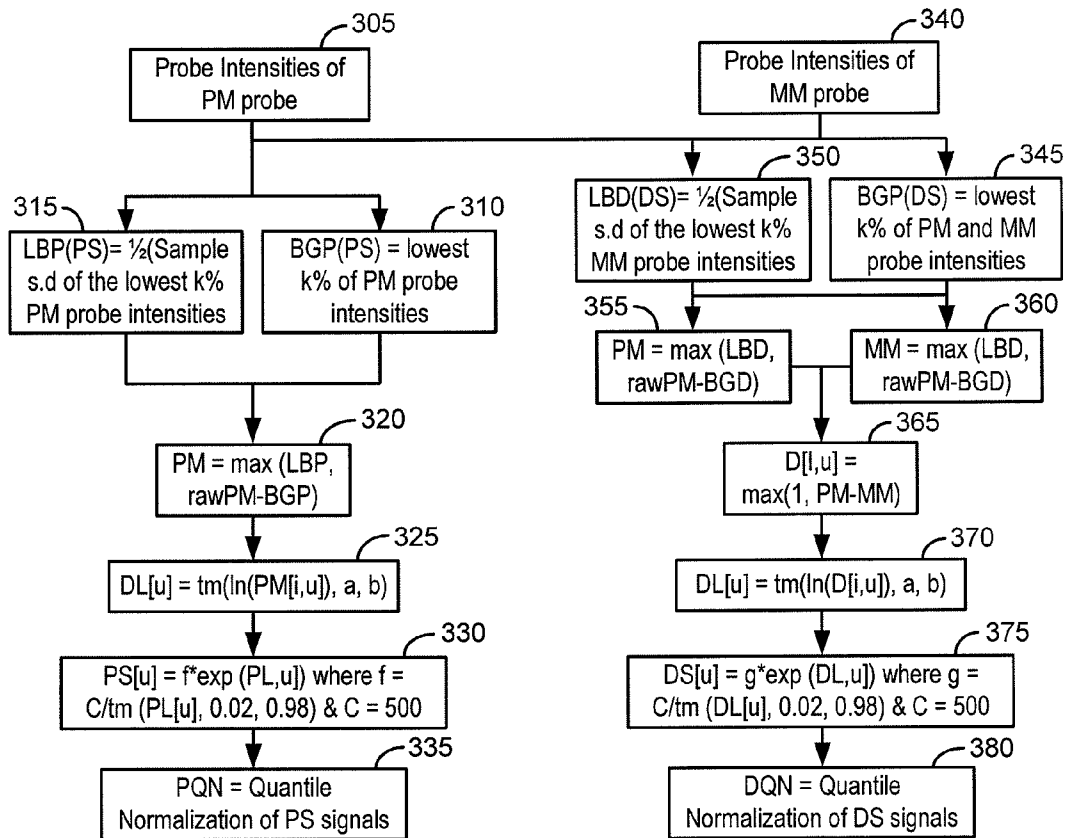 305
Probe Intensities of
PM probe
340
Probe Intensities of
MM probe
315
LBP(PS)= ½(Sample
s.d of the lowest k%
PM probe intensities
310
BGP(PS) = lowest
k% of PM probe
intensities
350
LBD(DS)= ½(Sample
s.d of the lowest k%
MM probe intensities
345
BGP(DS) = lowest
k% of PM and MM
probe intensities
355
PM = max (LBD,
rawPM-BGD)
360
MM = max (LBD,
rawPM-BGD)
320
PM = max (LBP,
rawPM-BGP)
365
D[l,u] =
max(1, PM-MM)
325
DL[u] = tm(ln(PM[i,u]), a, b)
370
DL[u] = tm(ln(D[i,u]), a, b)
330
PS[u] = f*exp (PL,u]) where f =
C/tm (PL[u], 0.02, 0.98) & C = 500
375
DS[u] = g*exp (DL,u]) where g =
C/tm (DL[u], 0.02, 0.98) & C = 500
335
PQN = Quantile
Normalization of PS signals
380
DQN = Quantile
Normalization of DS signals